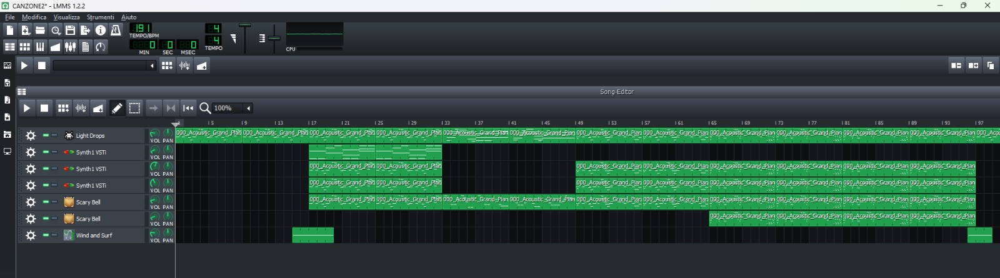 CANZONE2* - LMMS 1.2.2
File Modifica Visualizza Strumenti Aiuto
191
TEMPO/BPM
0 0 0
MIN SEC MSEC
4
4
TEMPO
CPU
Song-Editor
100%
1 5 9 13 17 21 25 29 33 37 41 45 49 53 57 61 65 69 73 77 81 85 89 93 97
Light Drops VOL PAN 000_Acoustic_Grand_Pian 000_Acoustic_Grand_Pian 000_Acoustic_Grand_Pian 000_Acoustic_Grand_Pian 000_Acoustic_Grand_Pian 000_Acoustic_Grand_Pian 000_Acoustic_Grand_Pian 000_Acoustic_Grand_Pian 000_Acoustic_Grand_Pian 000_Acoustic_Grand_Pian 000_Acoustic_Grand_Pian 000_Acoustic_Grand_Pian 000_Acou
Synth1 VSTi VOL PAN
Synth1 VSTi VOL PAN 000_Acoustic_Grand_Pian 000_Acoustic_Grand_Pian 000_Acoustic_Grand_Pian 000_Acoustic_Grand_Pian 000_Acoustic_Grand_Pian 000_Acoustic_Grand_Pian 000_Acoustic_Grand_Pian 000_Acoustic_Grand_Pian
Synth1 VSTi VOL PAN 000_Acoustic_Grand_Pian 000_Acoustic_Grand_Pian 000_Acoustic_Grand_Pian 000_Acoustic_Grand_Pian 000_Acoustic_Grand_Pian 000_Acoustic_Grand_Pian 000_Acoustic_Grand_Pian 000_Acoustic_Grand_Pian
Scary Bell VOL PAN 000_Acoustic_Grand_Pian 000_Acoustic_Grand_Pian 000_Acoustic_Grand_Pian 000_Acoustic_Grand_Pian 000_Acoustic_Grand_Pian 000_Acoustic_Grand_Pian 000_Acoustic_Grand_Pian 000_Acoustic_Grand_Pian 000_Acoustic_Grand_Pian 000_Acoustic_Grand_Pian
Scary Bell VOL PAN 000_Acoustic_Grand_Pian 000_Acoustic_Grand_Pian 000_Acoustic_Grand_Pian 000_Acoustic_Grand_Pian
Wind and Surf VOL PAN